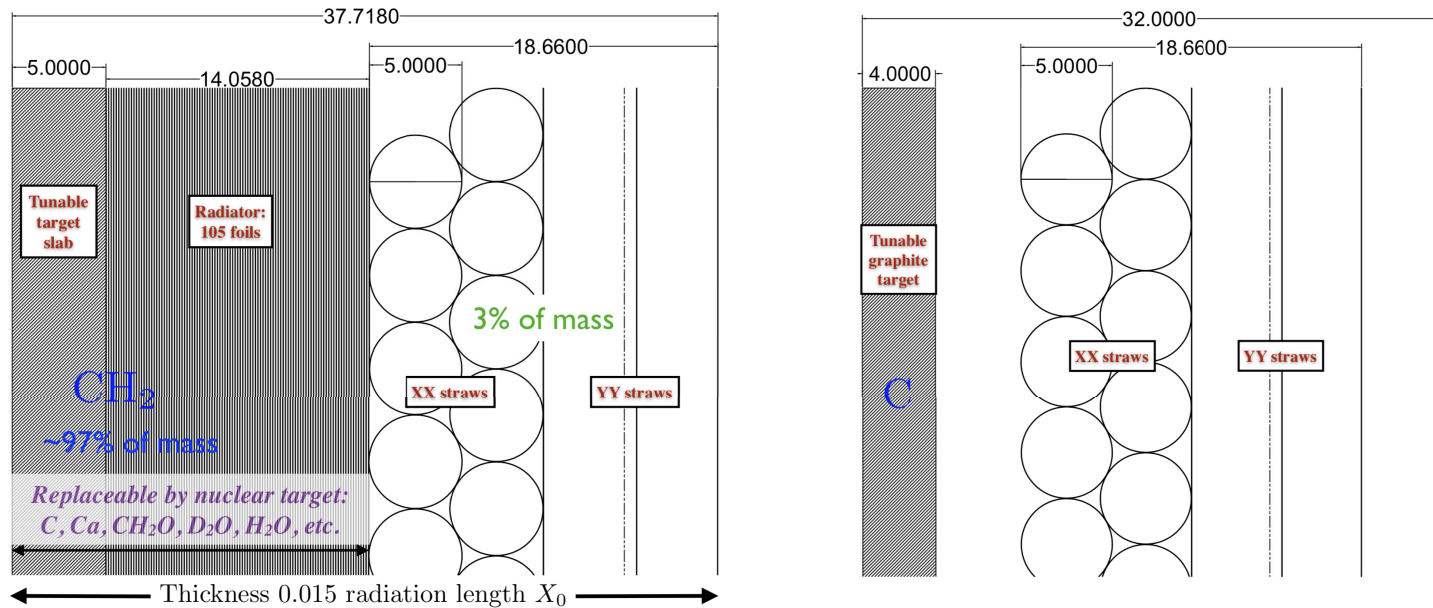 37.7180
18.6600
5.0000
14.0580
5.0000
Tunable
target
slab
Radiator:
105 foils
3% of mass
CH₂
XX straws
YY straws
~97% of mass
Replaceable by nuclear target:
C, Ca, CH₂O, D₂O, H₂O, etc.
Thickness 0.015 radiation length X₀
32.0000
18.6600
5.0000
4.0000
Tunable
graphite
target
XX straws
YY straws
C